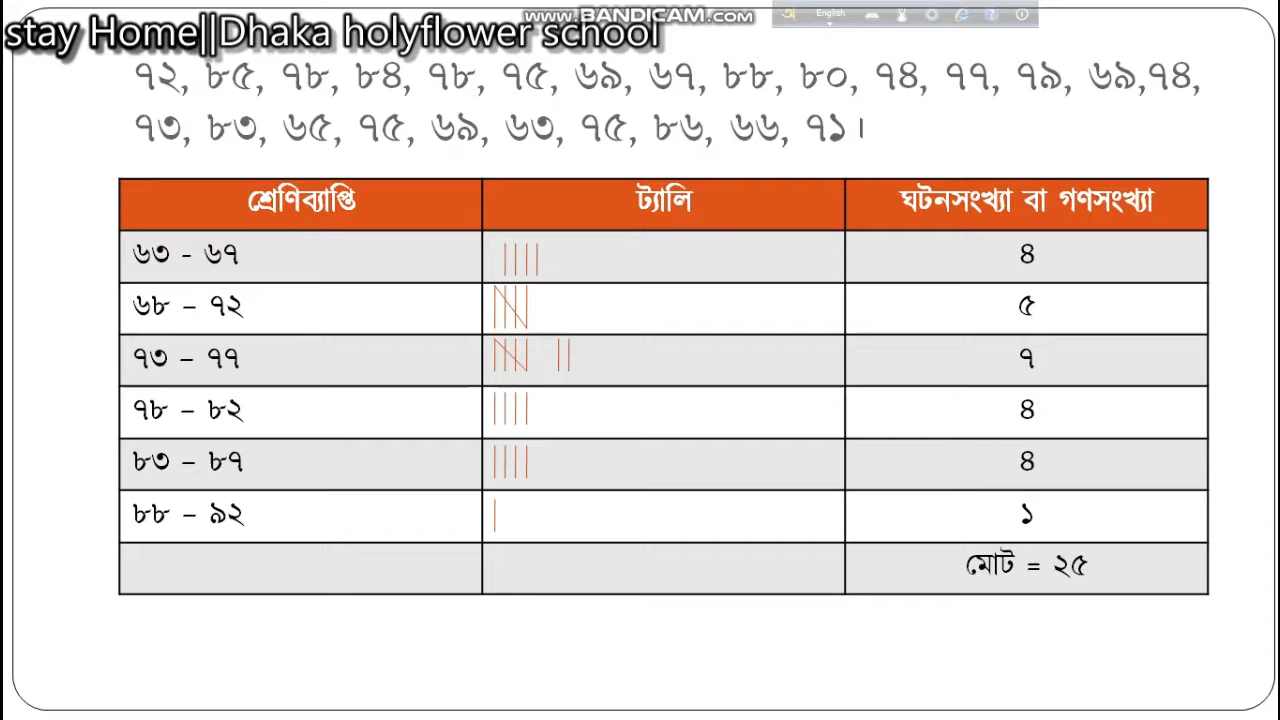 www.BANDICAM.com
English
stay Home||Dhaka holyflower school
৭২, ৮৫, ৭৮, ৮৪, ৭৮, ৭৫, ৬৯, ৬৭, ৮৮, ৮০, ৭৪, ৭৭, ৭৯, ৬৯,৭৪,
৭৩, ৮৩, ৬৫, ৭৫, ৬৯, ৬৩, ৭৫, ৮৬, ৬৬, ৭১।
শ্রেণিব্যাপ্তি ট্যালি ঘটনসংখ্যা বা গণসংখ্যা
৬৩ - ৬৭ |||| ৪
৬৮ – ৭২ ৫
৭৩ – ৭৭ || ৭
৭৮ – ৮২ |||| ৪
৮৩ – ৮৭ |||| ৪
৮৮ – ৯২ | ১
মোট = ২৫